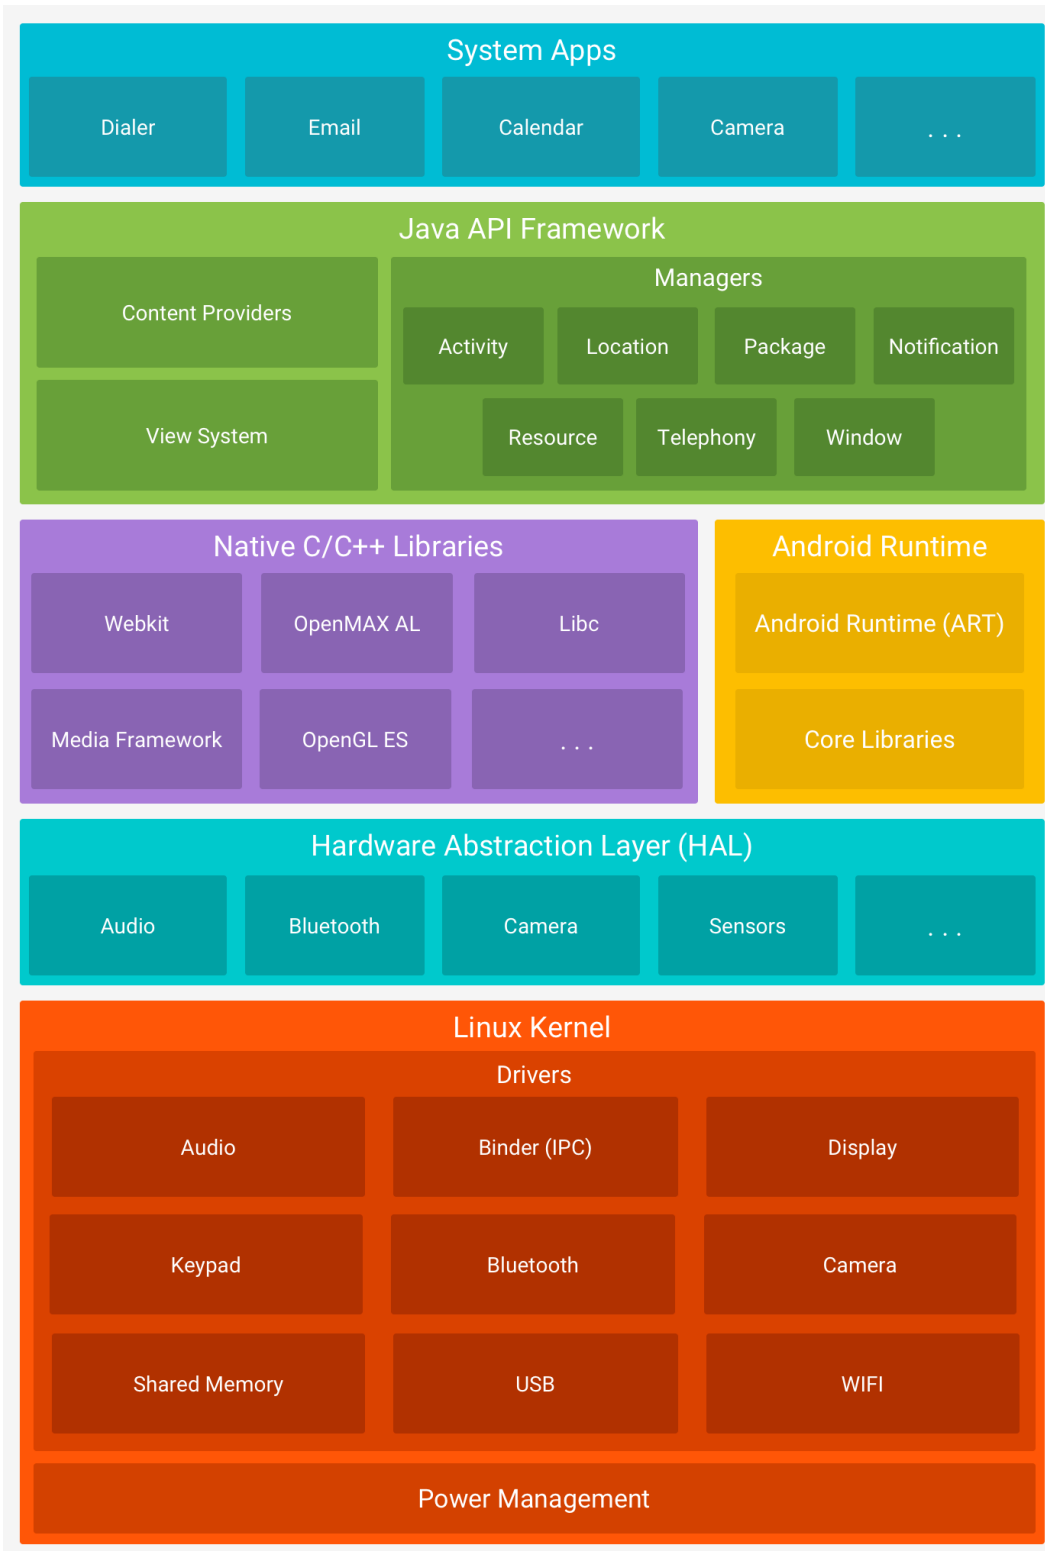 System Apps
Dialer
Email
Calendar
Camera
. . .
Java API Framework
Content Providers
View System
Managers
Activity
Location
Package
Notification
Resource
Telephony
Window
Native C/C++ Libraries
Webkit
OpenMAX AL
Libc
Media Framework
OpenGL ES
. . .
Android Runtime
Android Runtime (ART)
Core Libraries
Hardware Abstraction Layer (HAL)
Audio
Bluetooth
Camera
Sensors
. . .
Linux Kernel
Drivers
Audio
Binder (IPC)
Display
Keypad
Bluetooth
Camera
Shared Memory
USB
WIFI
Power Management